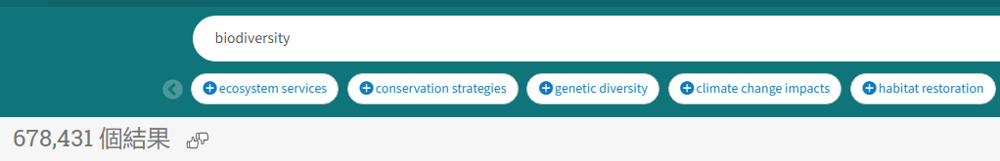 biodiversity
ecosystem services conservation strategies genetic diversity climate change impacts habitat restoration
678,431 個結果